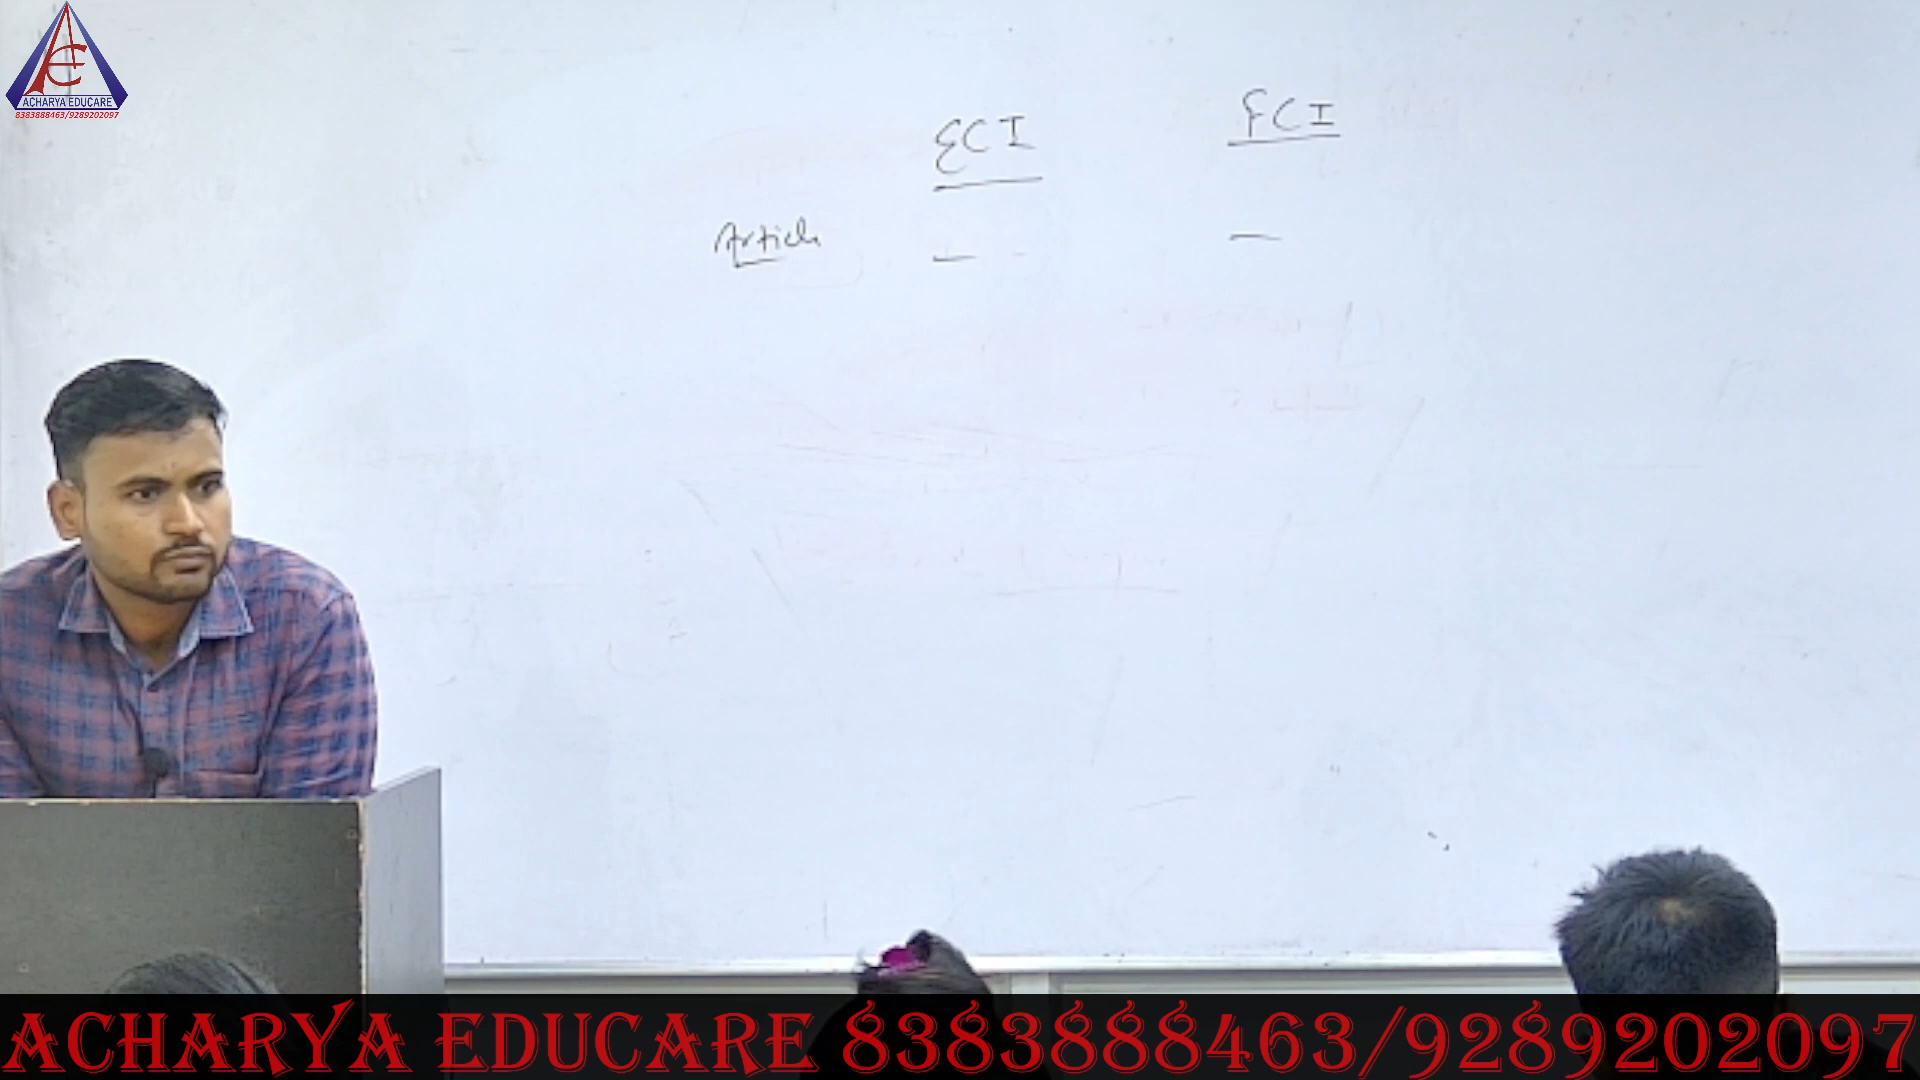 ACHARYA EDUCARE
8383888463/9289202097
ECI FCI
Article — —
ACHARYA EDUCARE 8383888463/9289202097